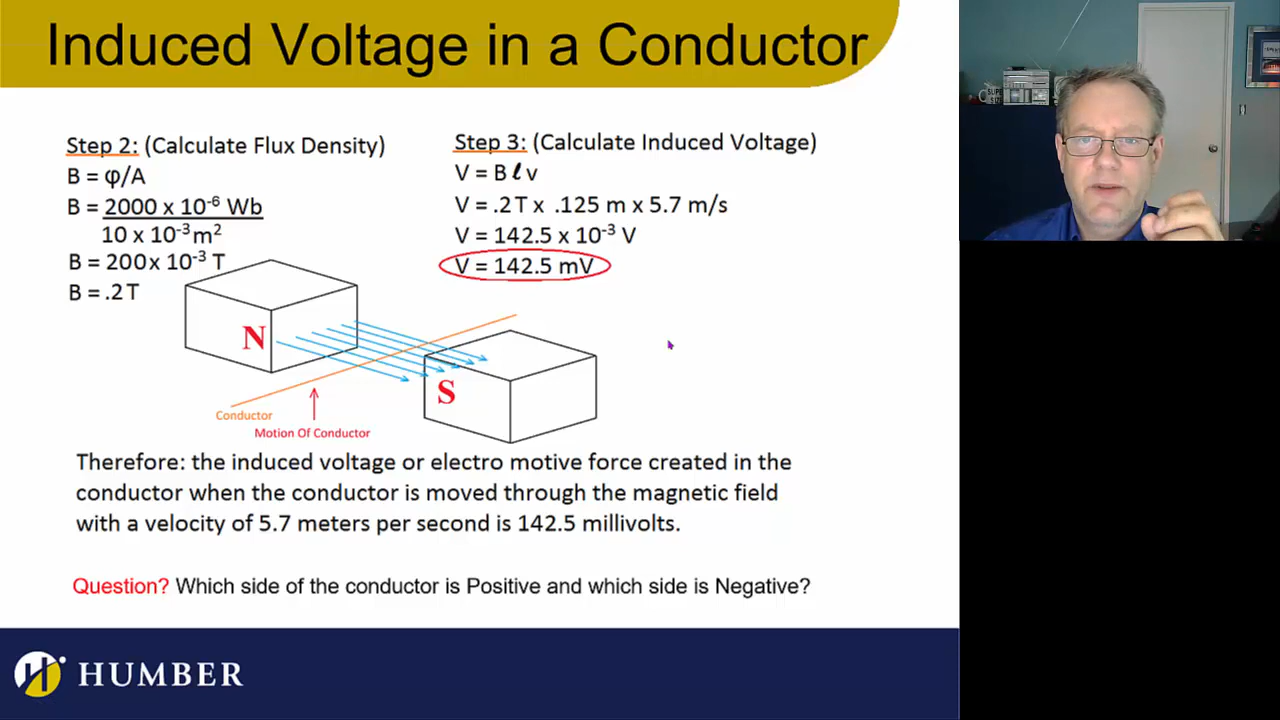 Induced Voltage in a Conductor
Step 2: (Calculate Flux Density)
B = φ/A
B = 2000 x 10⁻⁶ Wb
10 x 10⁻³ m²
B = 200 x 10⁻³ T
B = .2 T
Step 3: (Calculate Induced Voltage)
V = B ℓ v
V = .2 T x .125 m x 5.7 m/s
V = 142.5 x 10⁻³ V
V = 142.5 mV
N
S
Conductor
Motion Of Conductor
Therefore: the induced voltage or electro motive force created in the
conductor when the conductor is moved through the magnetic field
with a velocity of 5.7 meters per second is 142.5 millivolts.
Question? Which side of the conductor is Positive and which side is Negative?
HUMBER